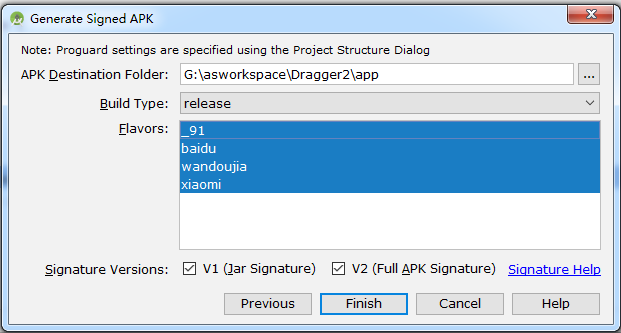 Generate Signed APK
Note: Proguard settings are specified using the Project Structure Dialog
APK Destination Folder: G:\asworkspace\Dragger2\app ...
Build Type: release
Flavors: _91
baidu
wandoujia
xiaomi
Signature Versions: V1 (Jar Signature) V2 (Full APK Signature) Signature Help
Previous Finish Cancel Help